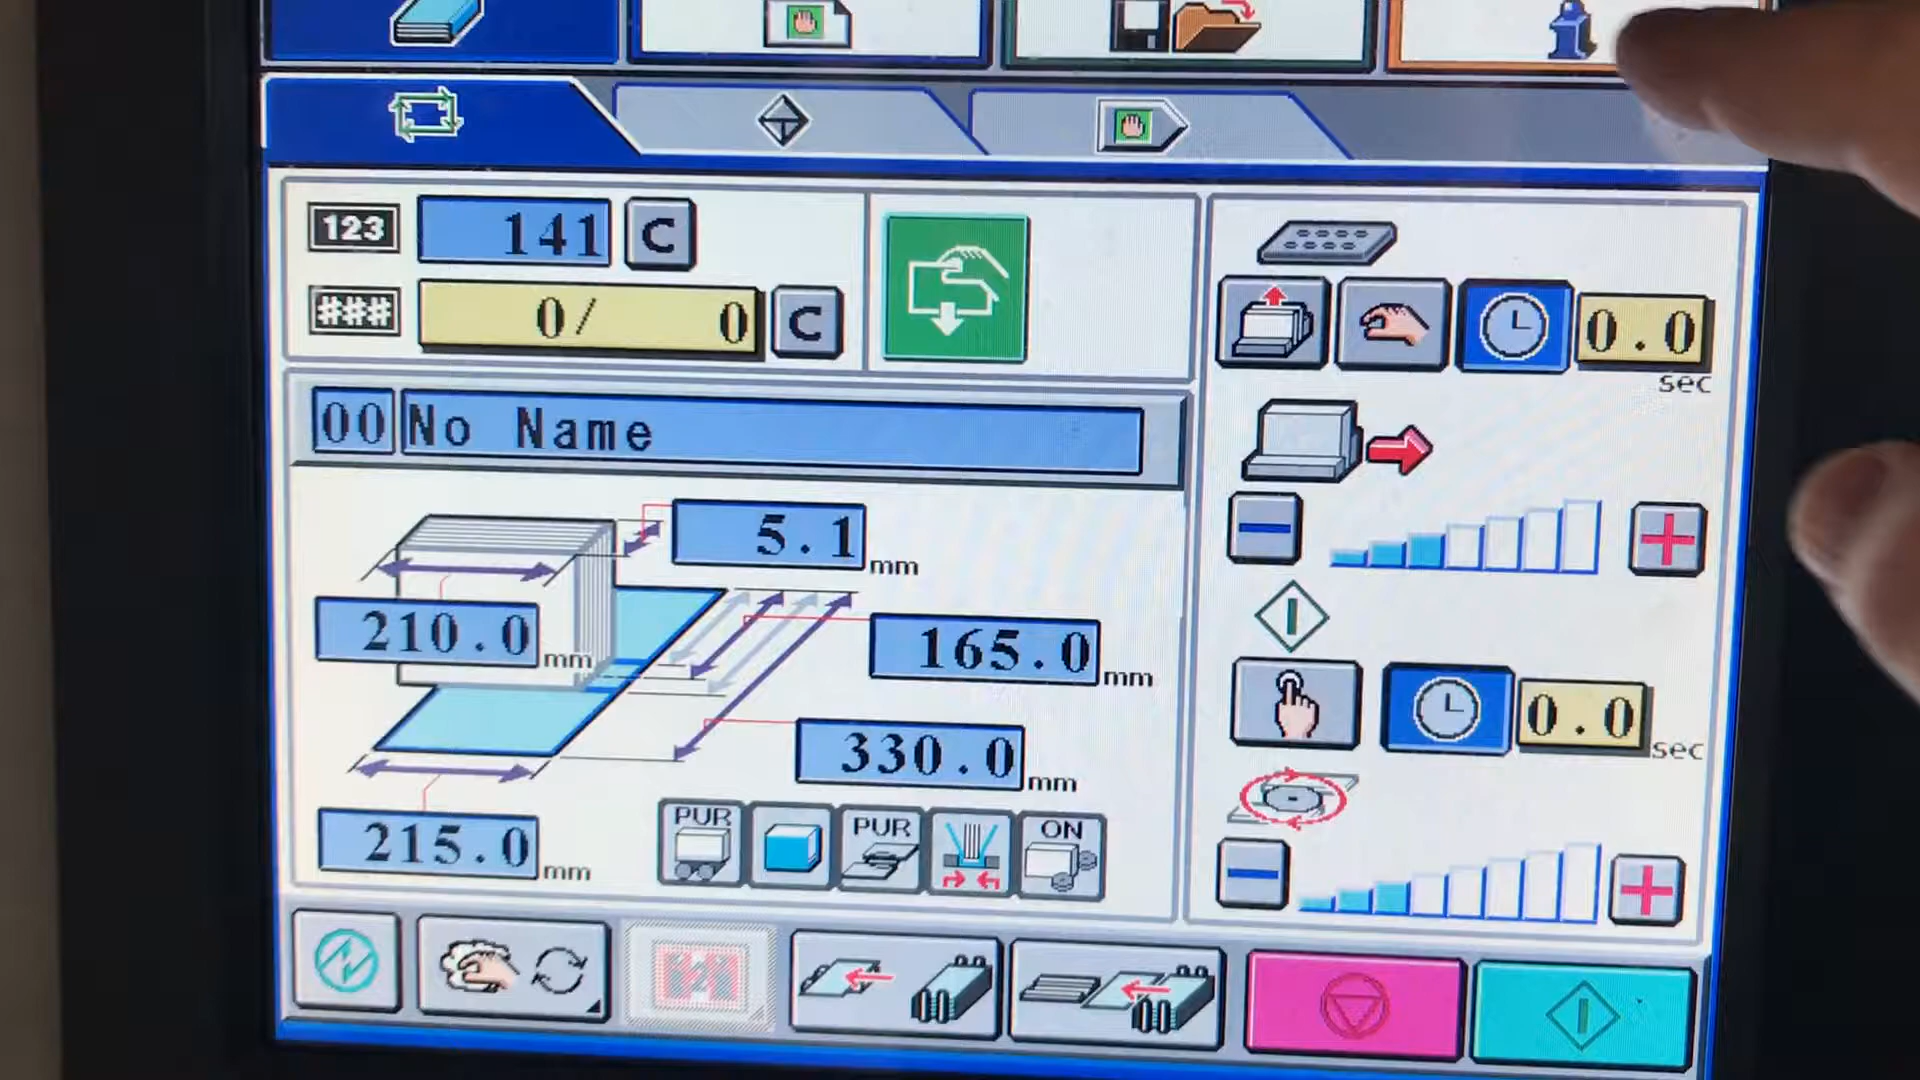 123 141 C
### 0/ 0 C
0.0
sec
00 No Name
5.1 mm
210.0 mm
165.0 mm
330.0 mm
215.0 mm
PUR PUR ON
0.0 sec